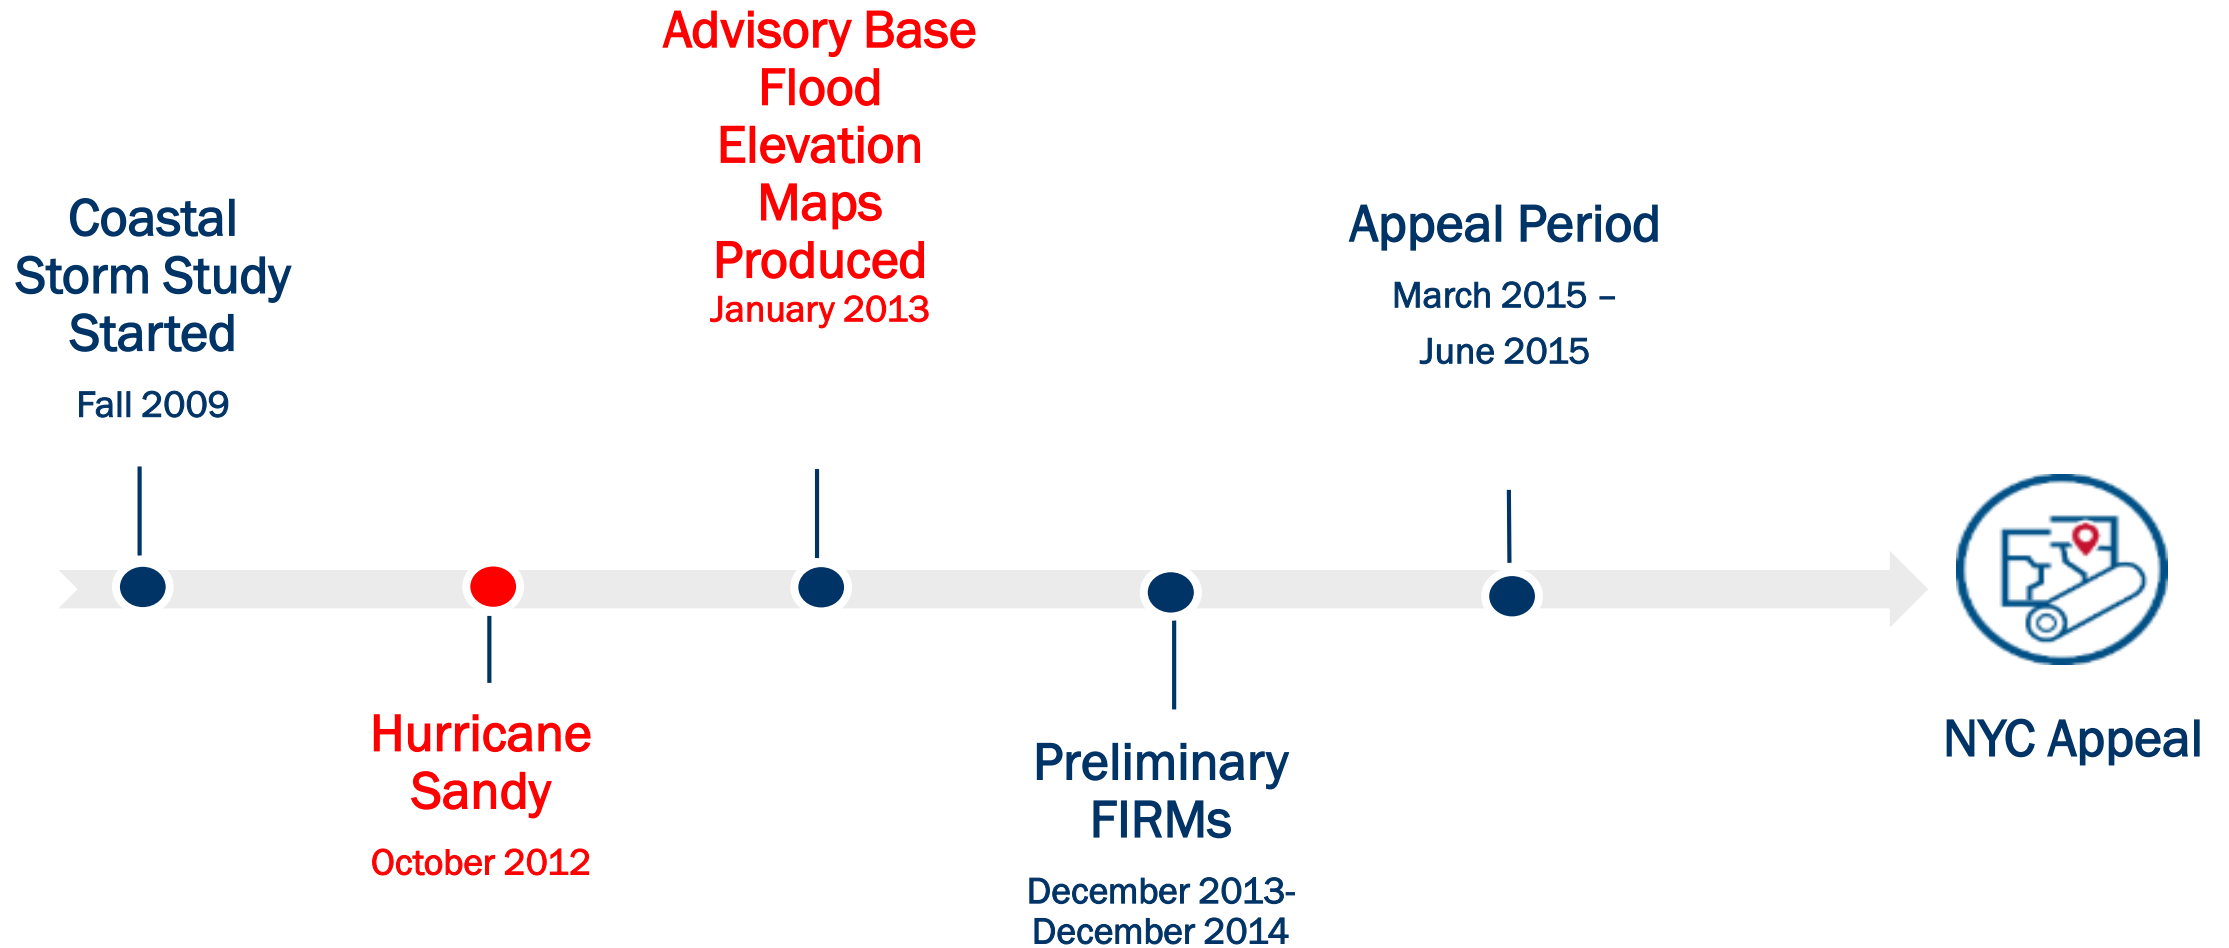 Coastal
Storm Study
Started
Fall 2009
Hurricane
Sandy
October 2012
Advisory Base
Flood
Elevation
Maps
Produced
January 2013
Preliminary
FIRMs
December 2013-
December 2014
Appeal Period
March 2015 –
June 2015
NYC Appeal